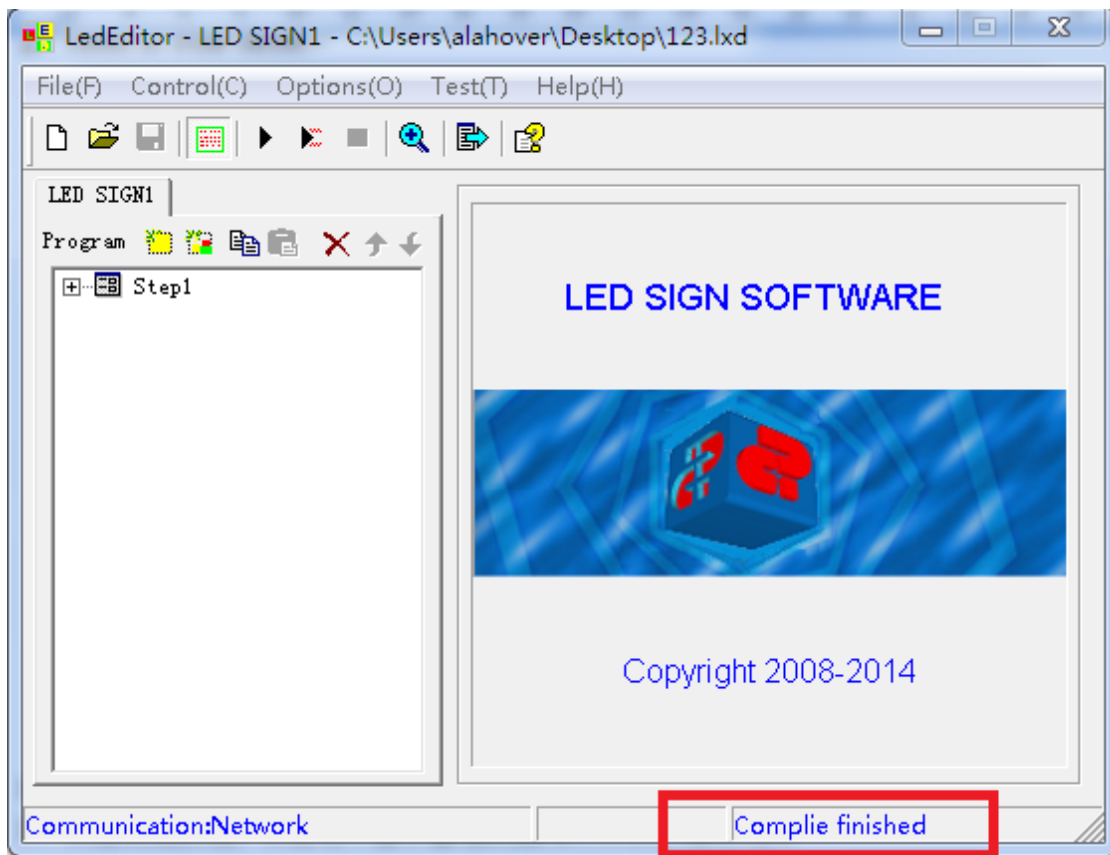 LedEditor - LED SIGN1 - C:\Users\alahover\Desktop\123.lxd
File(F) Control(C) Options(O) Test(T) Help(H)
LED SIGN1
Program
Step1
LED SIGN SOFTWARE
Copyright 2008-2014
Communication:Network
Complie finished